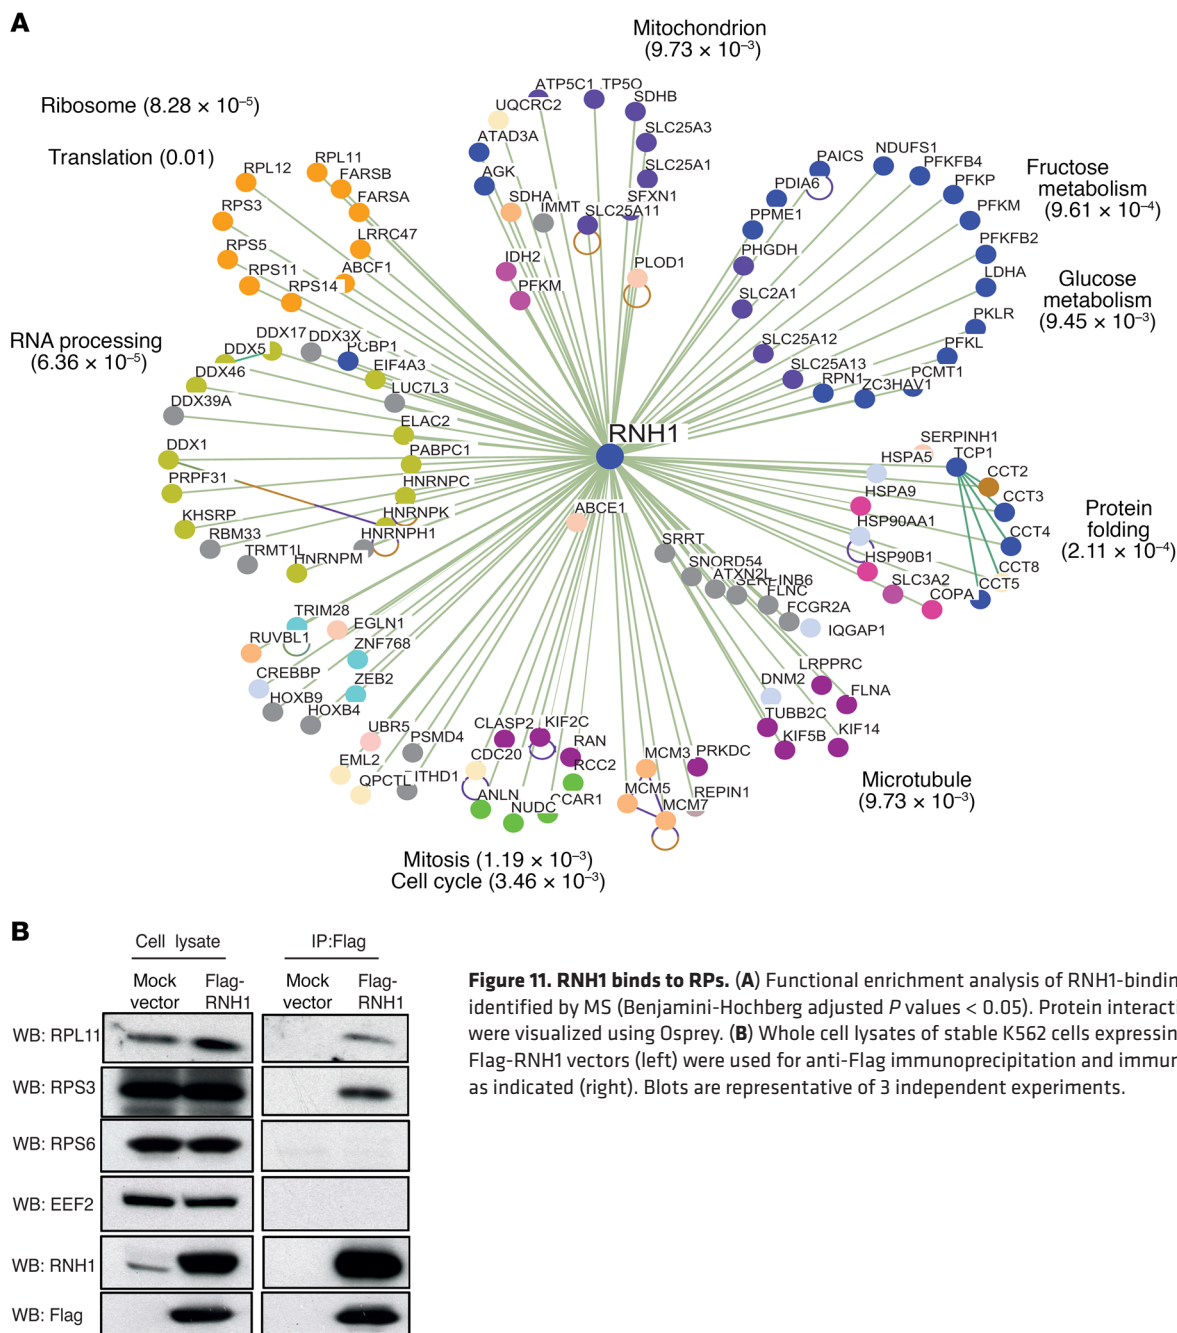 A
Mitochondrion
(9.73 × 10–3)
Ribosome (8.28 × 10–5)
Translation (0.01)
ATP5C1
TP5O
UQCRC2
SDHB
ATAD3A
SLC25A3
AGK
SLC25A1
SDHA
SFXN1
IMMT
SLC25A11
IDH2
PLOD1
PFKM
RPL12
RPL11
FARSB
FARSA
RPS3
LRRC47
RPS5
ABCF1
RPS11
RPS14
NDUFS1
PAICS
PFKFB4
PDIA6
PFKP
PPME1
PFKM
PHGDH
PFKFB2
LDHA
SLC2A1
PKLR
SLC25A12
PFKL
SLC25A13
PCMT1
RPN1
ZC3HAV1
Fructose
metabolism
(9.61 × 10–4)
Glucose
metabolism
(9.45 × 10–3)
RNA processing
(6.36 × 10–5)
DDX17
DDX3X
DDX5
PCBP1
EIF4A3
DDX46
LUC7L3
DDX39A
ELAC2
DDX1
PABPC1
PRPF31
HNRNPC
HNRNPK
KHSRP
HNRNPH1
RBM33
TRMT1L
HNRNPM
RNH1
ABCE1
SERPINH1
HSPA5
TCP1
CCT2
HSPA9
CCT3
HSP90AA1
CCT4
HSP90B1
CCT8
SLC3A2
CCT5
COPA
Protein
folding
(2.11 × 10–4)
SRRT
SNORD54
ATXN2L
INB6
FLNC
FCGR2A
IQGAP1
LRPPRC
DNM2
FLNA
TUBB2C
KIF14
KIF5B
Microtubule
(9.73 × 10–3)
TRIM28
EGLN1
RUVBL1
ZNF768
CREBBP
ZEB2
HOXB9
HOXB4
UBR5
PSMD4
EML2
QPCTL
ITHD1
CLASP2
KIF2C
CDC20
RAN
RCC2
ANLN
NUDC
CCAR1
MCM3
PRKDC
MCM5
REPIN1
MCM7
Mitosis (1.19 × 10–3)
Cell cycle (3.46 × 10–3)
B
Cell lysate
IP:Flag
Mock
vector
Flag-
RNH1
Mock
vector
Flag-
RNH1
WB: RPL11
WB: RPS3
WB: RPS6
WB: EEF2
WB: RNH1
WB: Flag
Figure 11. RNH1 binds to RPs. (A) Functional enrichment analysis of RNH1-bindin
identified by MS (Benjamini-Hochberg adjusted P values < 0.05). Protein interacti
were visualized using Osprey. (B) Whole cell lysates of stable K562 cells expressin
Flag-RNH1 vectors (left) were used for anti-Flag immunoprecipitation and immun
as indicated (right). Blots are representative of 3 independent experiments.